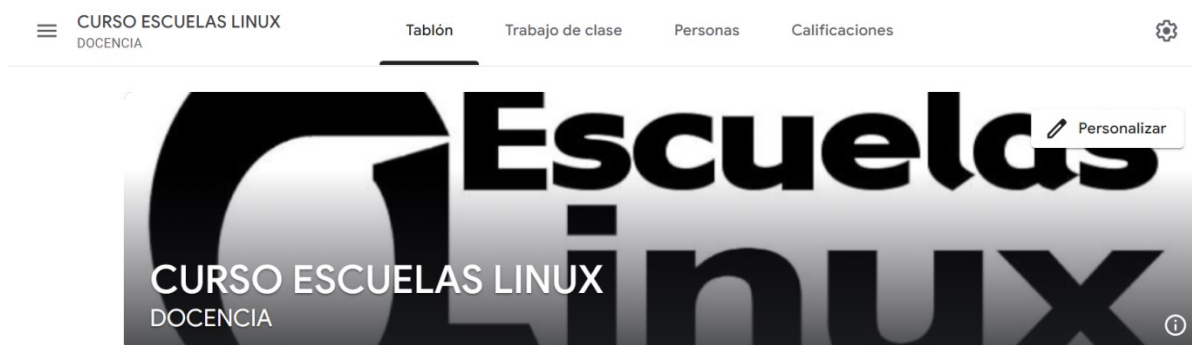 CURSO ESCUELAS LINUX
DOCENCIA
Tablón
Trabajo de clase
Personas
Calificaciones
Escuelas
Personalizar
Linux
CURSO ESCUELAS LINUX
DOCENCIA